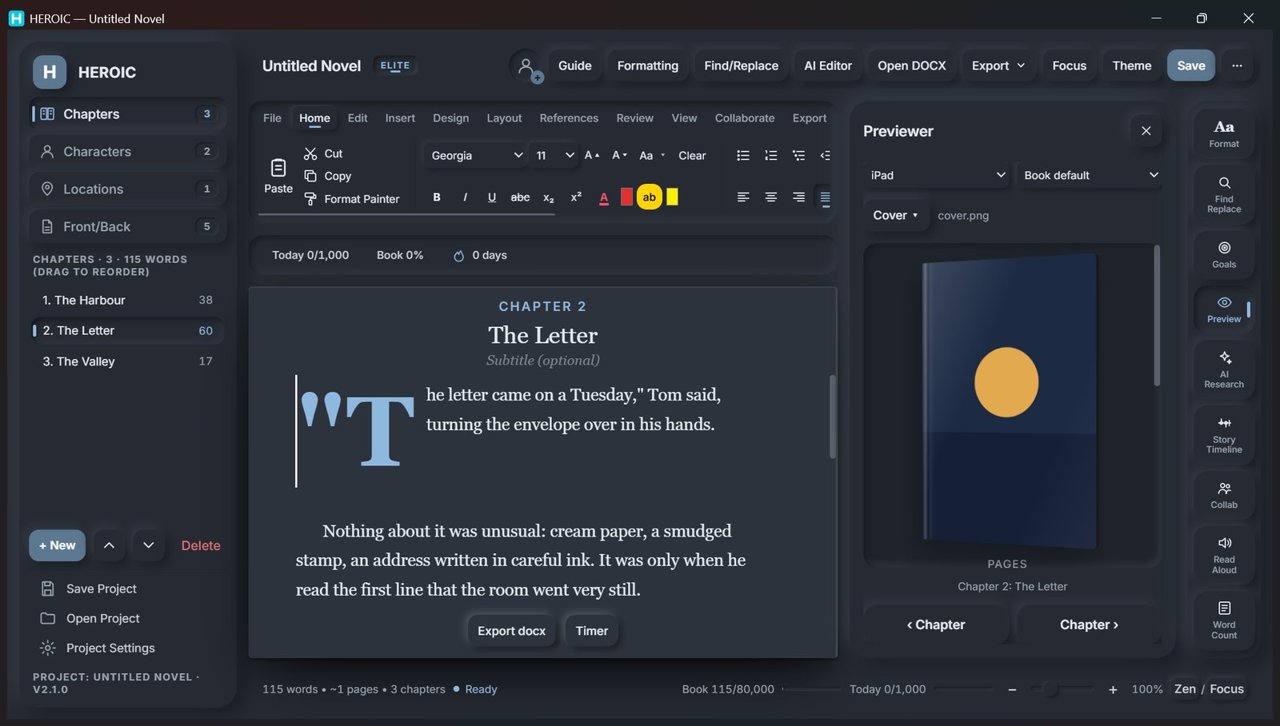 HEROIC — Untitled Novel
H HEROIC
Chapters 3
Characters 2
Locations 1
Front/Back 5
CHAPTERS · 3 · 115 WORDS
(DRAG TO REORDER)
1. The Harbour 38
2. The Letter 60
3. The Valley 17
+ New
Delete
Save Project
Open Project
Project Settings
PROJECT: UNTITLED NOVEL ·
V2.1.0
Untitled Novel ELITE
Guide Formatting Find/Replace AI Editor Open DOCX Export Focus Theme Save ...
File Home Edit Insert Design Layout References Review View Collaborate Export
Paste
Cut
Copy
Format Painter
Georgia 11 A A Aa Clear
B I U abc x₂ x² A ab
Today 0/1,000 Book 0% 0 days
CHAPTER 2
The Letter
Subtitle (optional)
"The letter came on a Tuesday," Tom said,
turning the envelope over in his hands.
Nothing about it was unusual: cream paper, a smudged
stamp, an address written in careful ink. It was only when he
read the first line that the room went very still.
Export docx Timer
115 words • ~1 pages • 3 chapters • Ready
Book 115/80,000 Today 0/1,000 − + 100% Zen / Focus
Previewer
iPad Book default
Cover cover.png
PAGES
Chapter 2: The Letter
‹ Chapter Chapter ›
Aa
Format
Find
Replace
Goals
Preview
AI
Research
Story
Timeline
Collab
Read
Aloud
Word
Count